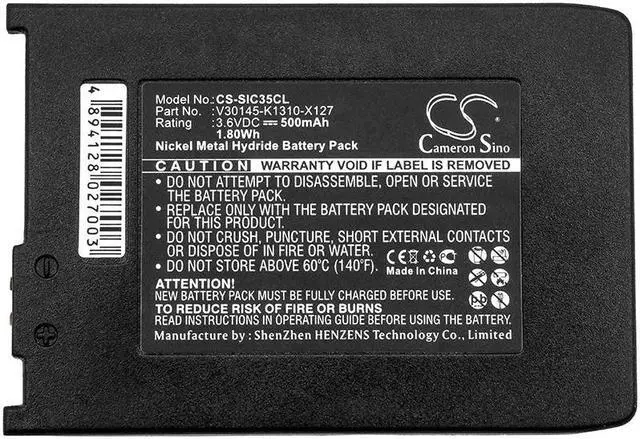 Model No.:CS-SIC35CL
Part No. : V30145-K1310-X127
Rating : 3.6VDC 500mAh
1.80Wh
Nickel Metal Hydride Battery Pack
CS
Cameron Sino
CAUTION WARRANTY VOID IF LABEL IS REMOVED
• DO NOT ATTEMPT TO DISASSEMBLE, OPEN OR SERVICE
THE BATTERY PACK.
• REPLACE ONLY WITH THE BATTERY PACK DESIGNATED
FOR THIS PRODUCT.
• DO NOT CRUSH, PUNCTURE, SHORT EXTERNAL CONTACTS
OR DISPOSE OF IN FIRE OR WATER.
• DO NOT STORE ABOVE 60°C (140°F).
CE
Made In China
ATTENTION!
NEW BATTERY PACK MUST BE FULLY CHARGED BEFORE USE
TO REDUCE RISK OF FIRE OR BURNS
READ INSTRUCTIONS IN OPERATING GUIDE BEFORE USING THE BATTERY.
Manufacture by : ShenZhen HENZENS Technology Co., Limited
4894128027003